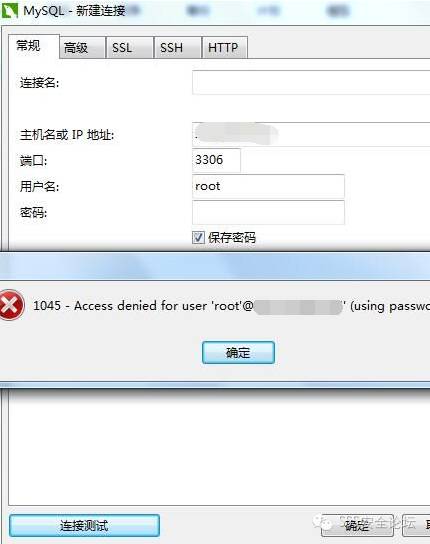 MySQL - 新建连接
常规 高级 SSL SSH HTTP
连接名:
主机名或 IP 地址:
端口: 3306
用户名: root
密码:
保存密码
1045 - Access denied for user 'root'@ ' (using passwo
确定
连接测试 确定
安全论坛